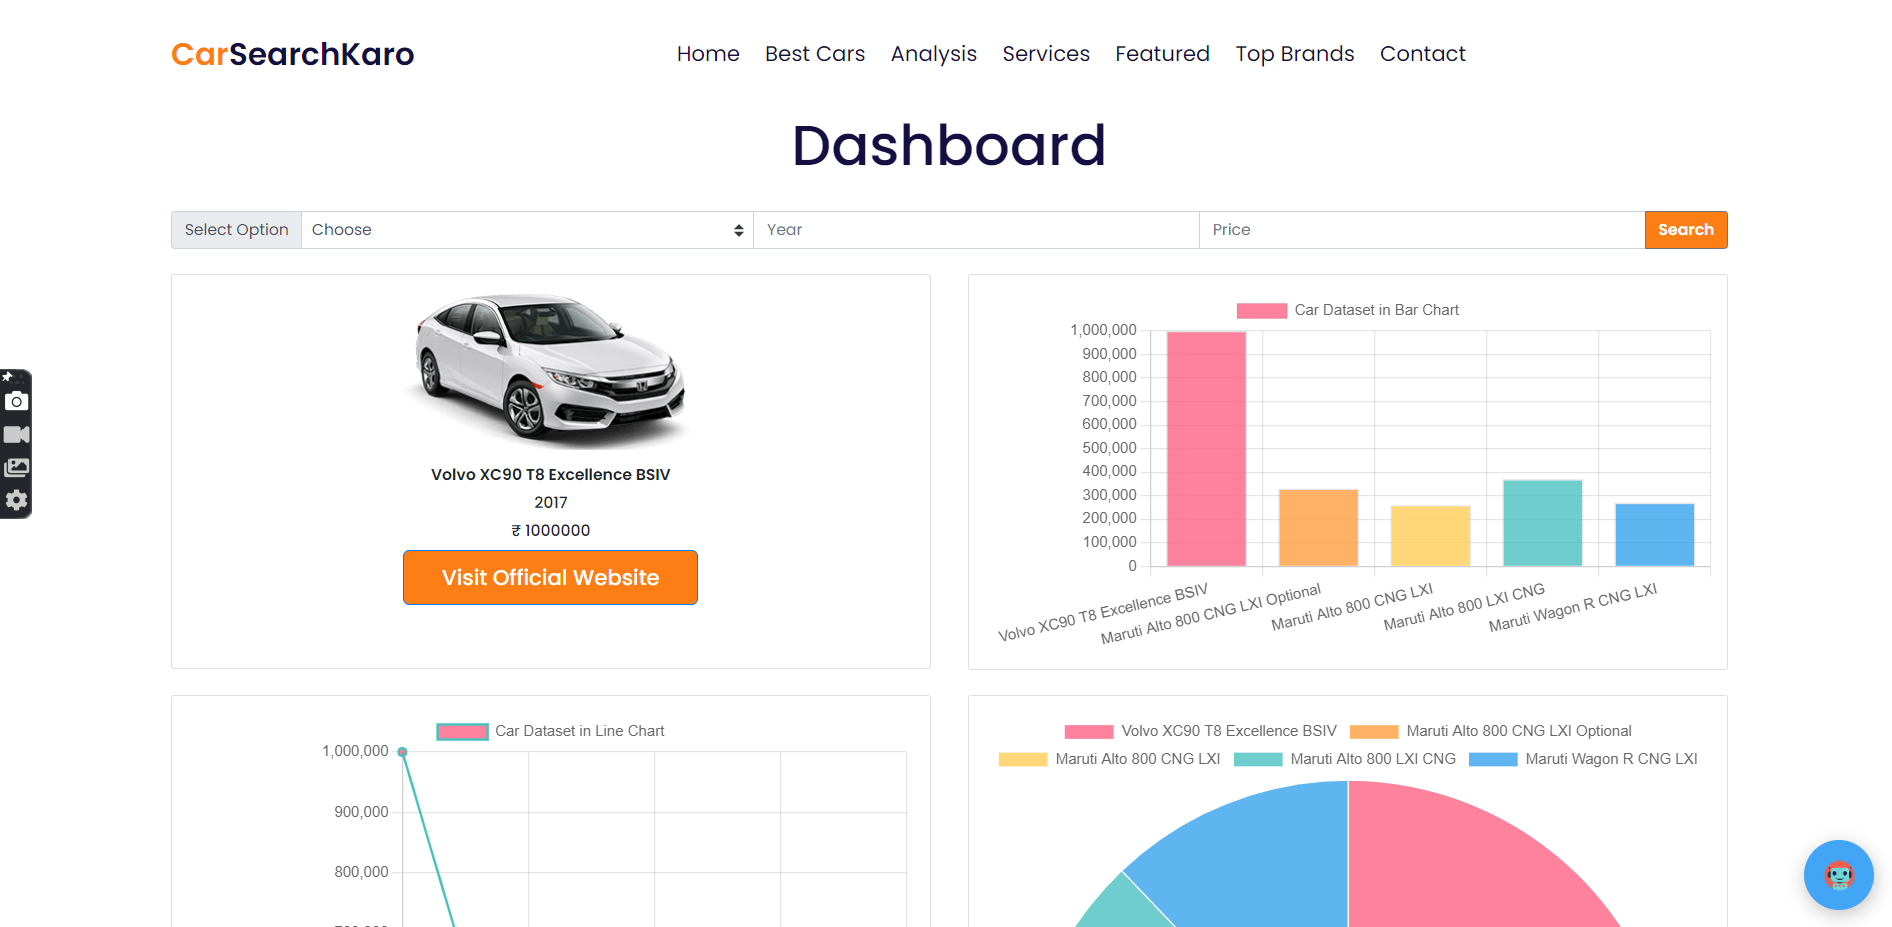 CarSearchKaro
Home Best Cars Analysis Services Featured Top Brands Contact
Dashboard
Select Option Choose Year Price Search
Volvo XC90 T8 Excellence BSIV
2017
₹ 1000000
Visit Official Website
Car Dataset in Bar Chart
1,000,000
900,000
800,000
700,000
600,000
500,000
400,000
300,000
200,000
100,000
0
Volvo XC90 T8 Excellence BSIV
Maruti Alto 800 CNG LXI Optional
Maruti Alto 800 CNG LXI
Maruti Alto 800 LXI CNG
Maruti Wagon R CNG LXI
Car Dataset in Line Chart
1,000,000
900,000
800,000
Volvo XC90 T8 Excellence BSIV Maruti Alto 800 CNG LXI Optional
Maruti Alto 800 CNG LXI Maruti Alto 800 LXI CNG Maruti Wagon R CNG LXI